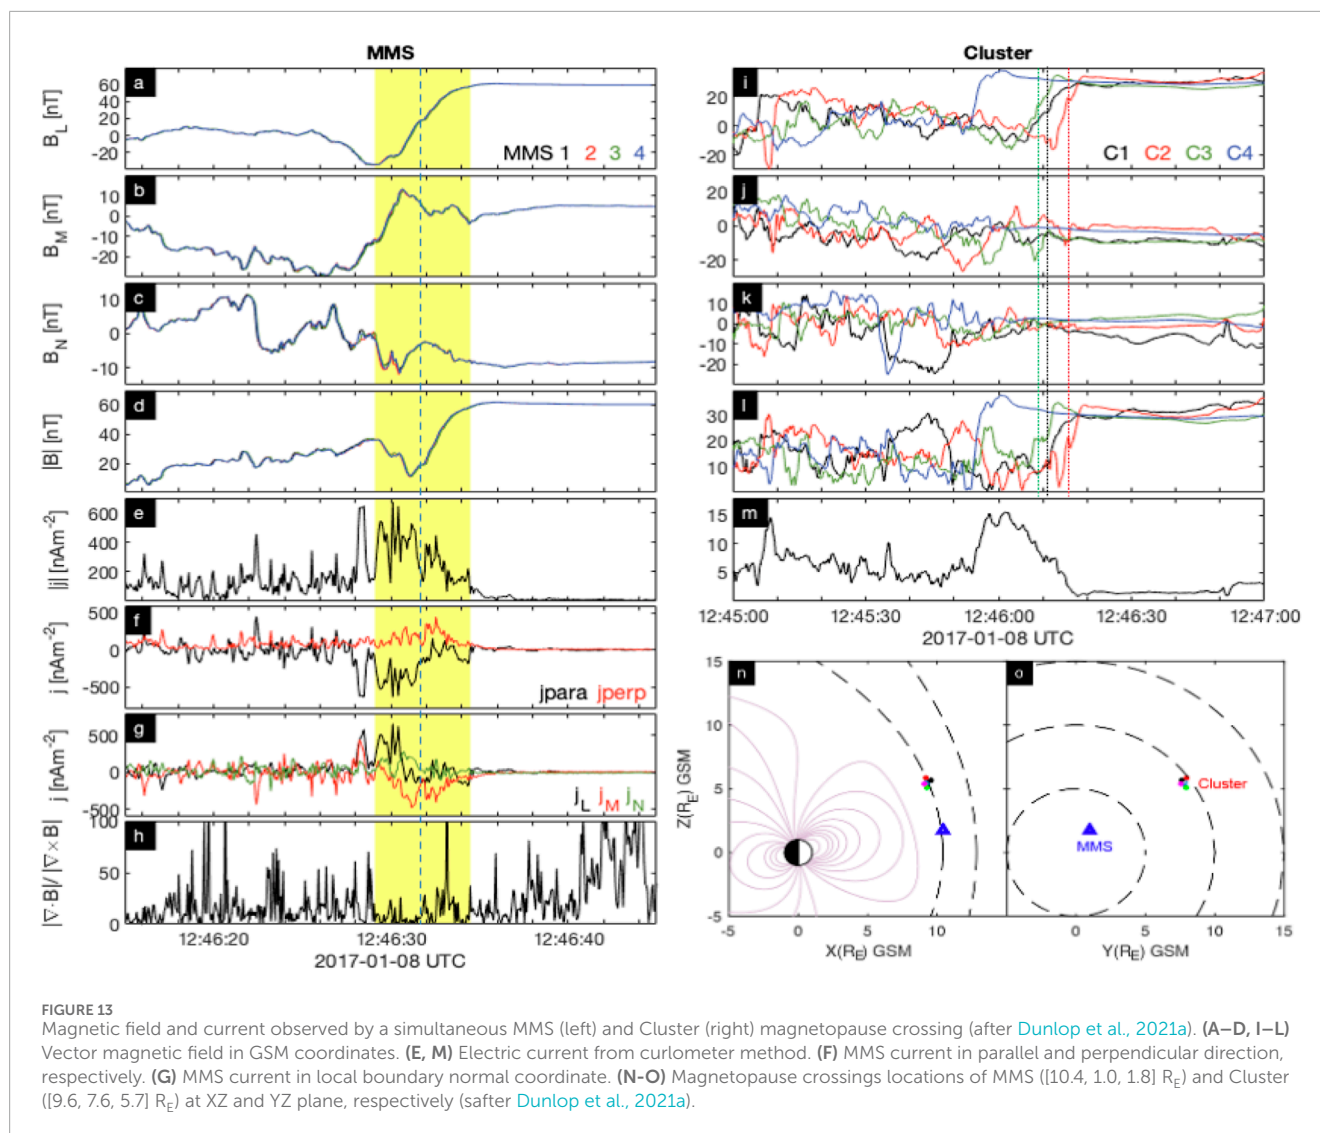 MMS
Cluster
a
B_L [nT]
60
40
20
0
-20
MMS 1 2 3 4
b
B_M [nT]
10
0
-10
-20
c
B_N [nT]
10
0
-10
d
|B| [nT]
60
40
20
e
|j| [nAm^-2]
600
400
200
f
j [nAm^-2]
500
0
-500
jpara jperp
g
j [nAm^-2]
500
0
-500
j_L j_M j_N
h
|∇·B|/|∇×B|
100
50
0
12:46:20 12:46:30 12:46:40
2017-01-08 UTC
i
20
0
-20
C1 C2 C3 C4
j
20
0
-20
k
10
0
-10
-20
l
30
20
10
m
15
10
5
12:45:00 12:45:30 12:46:00 12:46:30 12:47:00
2017-01-08 UTC
n
Z(R_E) GSM
15
10
5
0
-5
-5 0 5 10
X(R_E) GSM
o
Cluster
MMS
-5 0 5 10 15
Y(R_E) GSM
FIGURE 13
Magnetic field and current observed by a simultaneous MMS (left) and Cluster (right) magnetopause crossing (after Dunlop et al., 2021a). (A–D, I–L)
Vector magnetic field in GSM coordinates. (E, M) Electric current from curlometer method. (F) MMS current in parallel and perpendicular direction,
respectively. (G) MMS current in local boundary normal coordinate. (N-O) Magnetopause crossings locations of MMS ([10.4, 1.0, 1.8] R_E) and Cluster
([9.6, 7.6, 5.7] R_E) at XZ and YZ plane, respectively (safter Dunlop et al., 2021a).